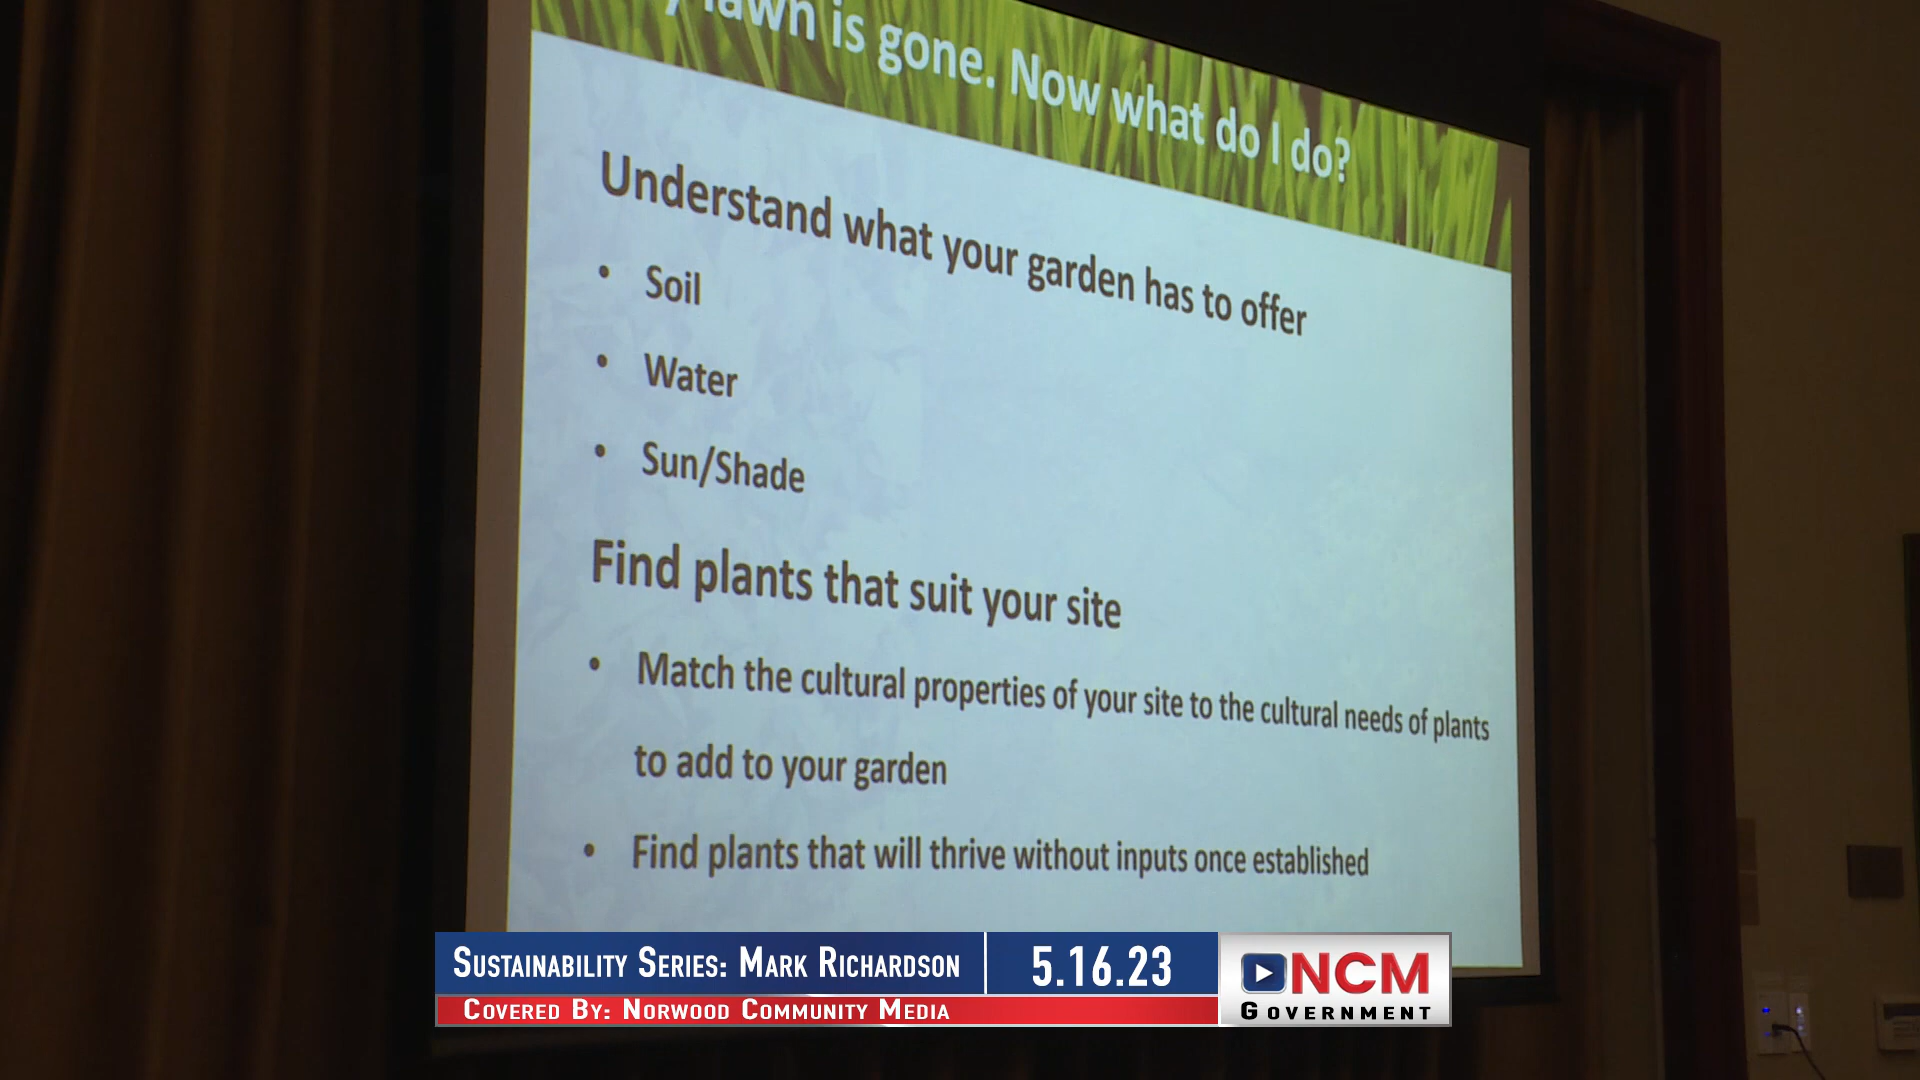 lawn is gone. Now what do I do?
Understand what your garden has to offer
• Soil
• Water
• Sun/Shade
Find plants that suit your site
• Match the cultural properties of your site to the cultural needs of plants
to add to your garden
• Find plants that will thrive without inputs once established
SUSTAINABILITY SERIES: MARK RICHARDSON
5.16.23
NCM
GOVERNMENT
COVERED BY: NORWOOD COMMUNITY MEDIA